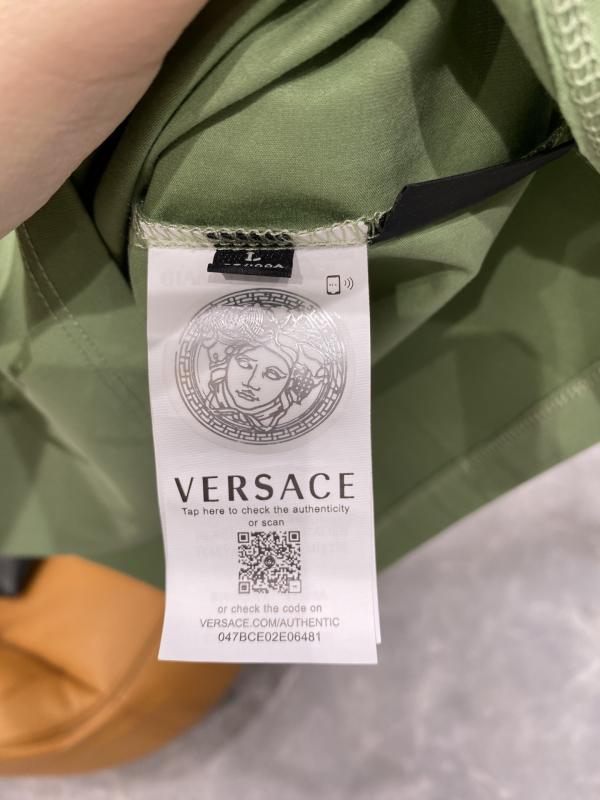 L
VERSACE
Tap here to check the authenticity
or scan
or check the code on
VERSACE.COM/AUTHENTIC
047BCE02E06481